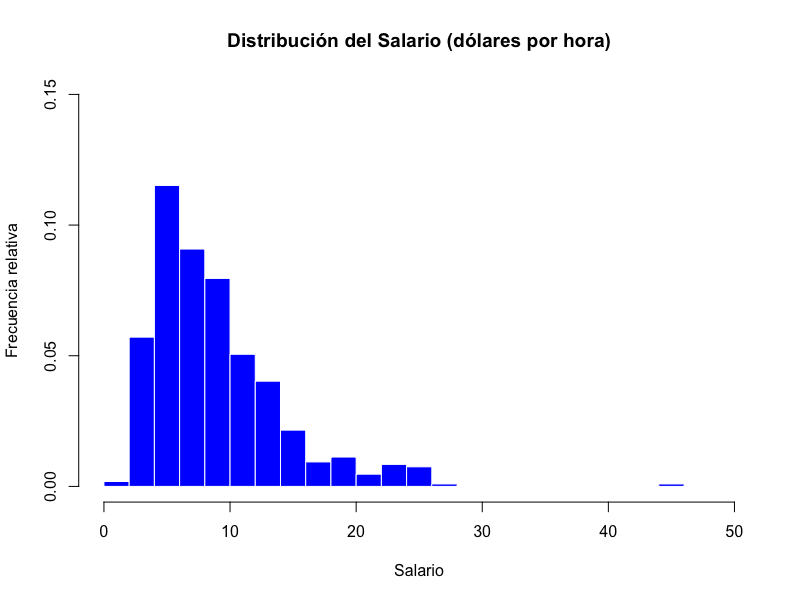 Distribución del Salario (dólares por hora)
0.15
0.10
0.05
0.00
Frecuencia relativa
0 10 20 30 40 50
Salario